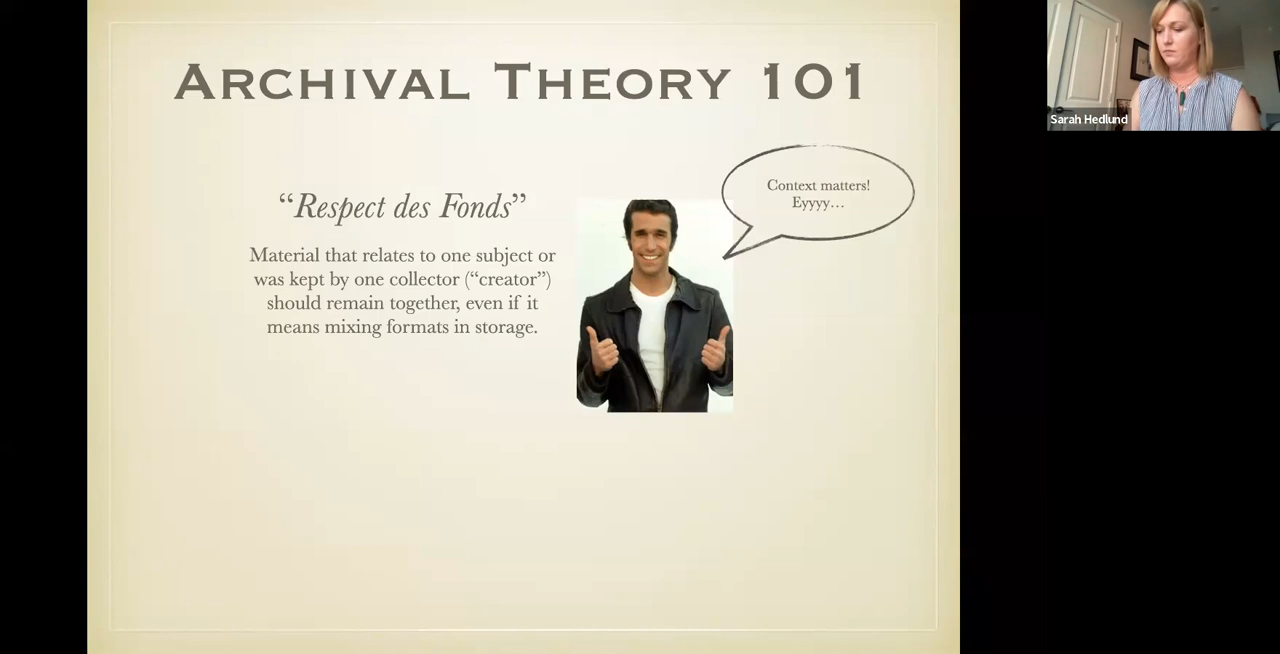 ARCHIVAL THEORY 101
“Respect des Fonds”
Material that relates to one subject or
was kept by one collector (“creator”)
should remain together, even if it
means mixing formats in storage.
Context matters!
Eyyyy…
Sarah Hedlund